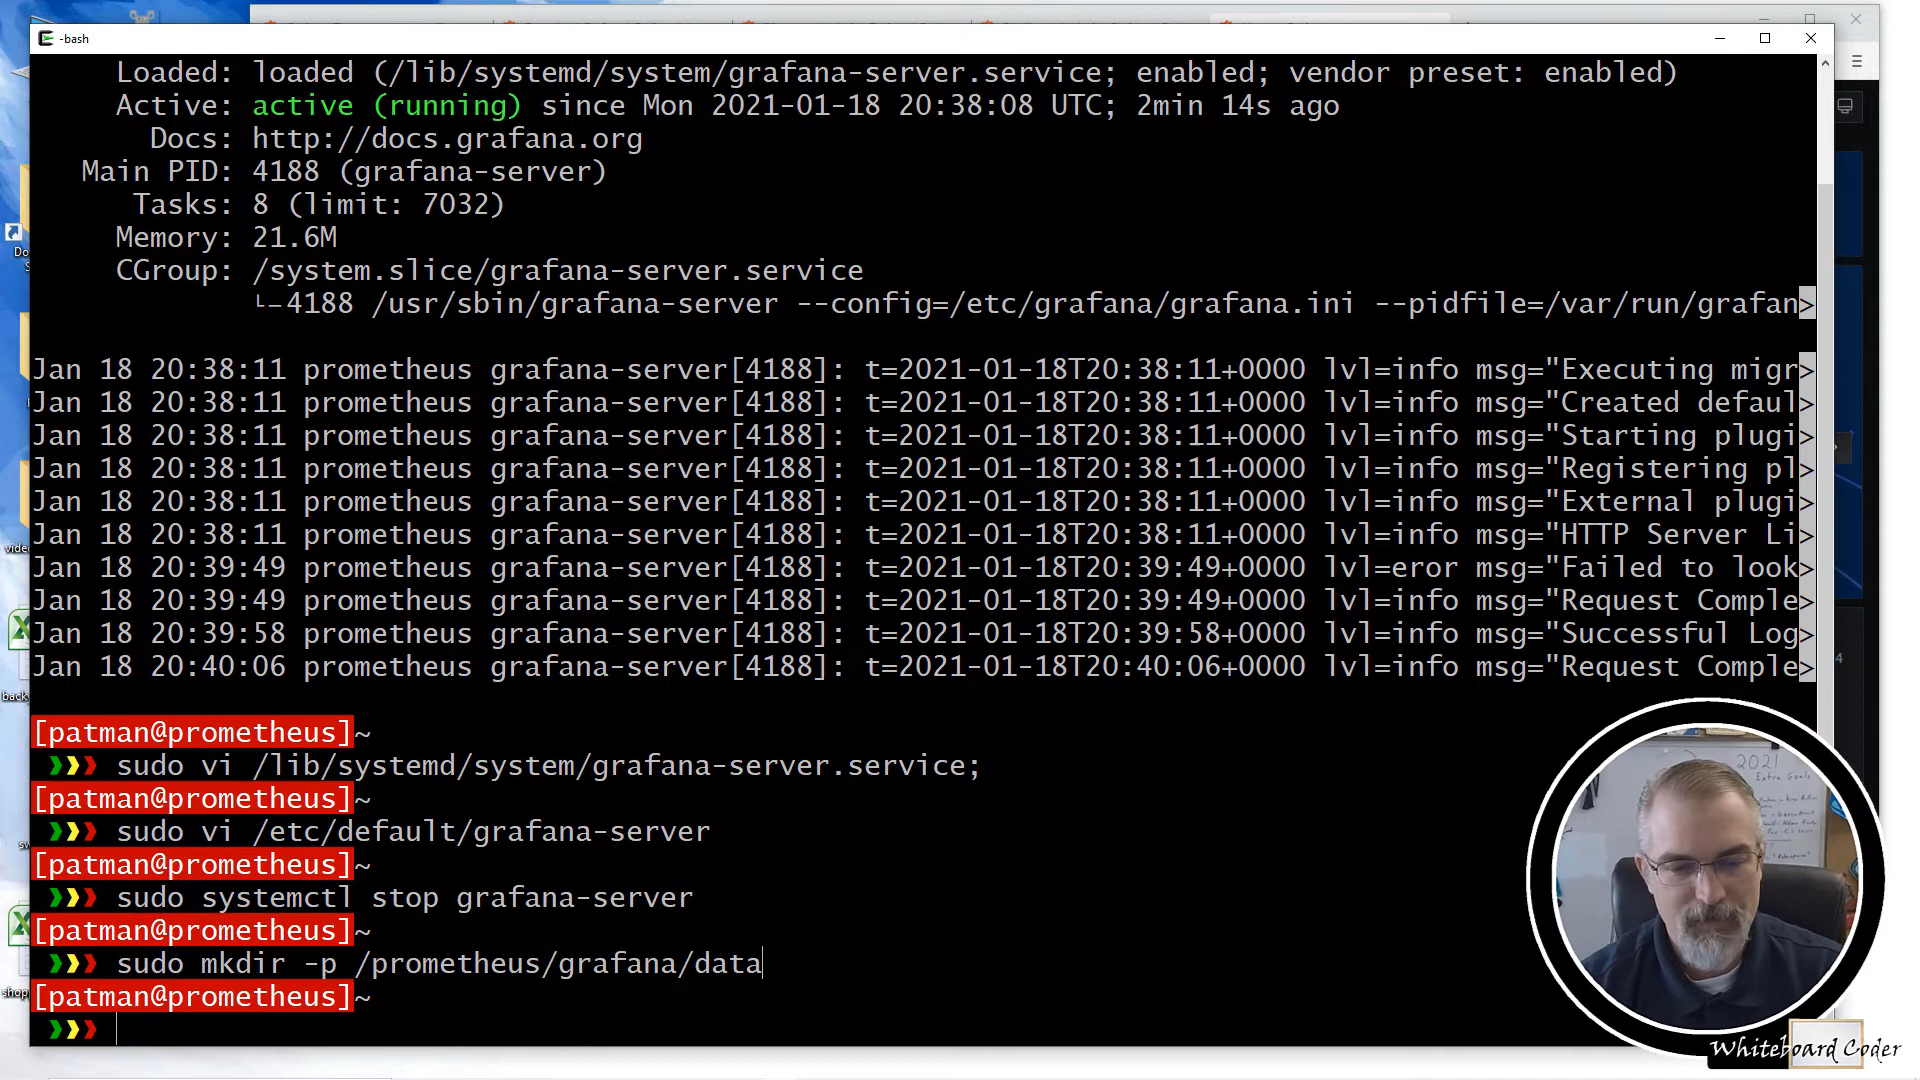 -bash
Loaded: loaded (/lib/systemd/system/grafana-server.service; enabled; vendor preset: enabled)
Active: active (running) since Mon 2021-01-18 20:38:08 UTC; 2min 14s ago
Docs: http://docs.grafana.org
Main PID: 4188 (grafana-server)
Tasks: 8 (limit: 7032)
Memory: 21.6M
CGroup: /system.slice/grafana-server.service
└─4188 /usr/sbin/grafana-server --config=/etc/grafana/grafana.ini --pidfile=/var/run/grafan>
Jan 18 20:38:11 prometheus grafana-server[4188]: t=2021-01-18T20:38:11+0000 lvl=info msg="Executing migr>
Jan 18 20:38:11 prometheus grafana-server[4188]: t=2021-01-18T20:38:11+0000 lvl=info msg="Created defaul>
Jan 18 20:38:11 prometheus grafana-server[4188]: t=2021-01-18T20:38:11+0000 lvl=info msg="Starting plugi>
Jan 18 20:38:11 prometheus grafana-server[4188]: t=2021-01-18T20:38:11+0000 lvl=info msg="Registering pl>
Jan 18 20:38:11 prometheus grafana-server[4188]: t=2021-01-18T20:38:11+0000 lvl=info msg="External plugi>
Jan 18 20:38:11 prometheus grafana-server[4188]: t=2021-01-18T20:38:11+0000 lvl=info msg="HTTP Server Li>
Jan 18 20:39:49 prometheus grafana-server[4188]: t=2021-01-18T20:39:49+0000 lvl=eror msg="Failed to look>
Jan 18 20:39:49 prometheus grafana-server[4188]: t=2021-01-18T20:39:49+0000 lvl=info msg="Request Comple>
Jan 18 20:39:58 prometheus grafana-server[4188]: t=2021-01-18T20:39:58+0000 lvl=info msg="Successful Log>
Jan 18 20:40:06 prometheus grafana-server[4188]: t=2021-01-18T20:40:06+0000 lvl=info msg="Request Comple>
[patman@prometheus]~
❯❯❯ sudo vi /lib/systemd/system/grafana-server.service;
[patman@prometheus]~
❯❯❯ sudo vi /etc/default/grafana-server
[patman@prometheus]~
❯❯❯ sudo systemctl stop grafana-server
[patman@prometheus]~
❯❯❯ sudo mkdir -p /prometheus/grafana/data
[patman@prometheus]~
❯❯❯
2021
Extra Goals
Whiteboard Coder